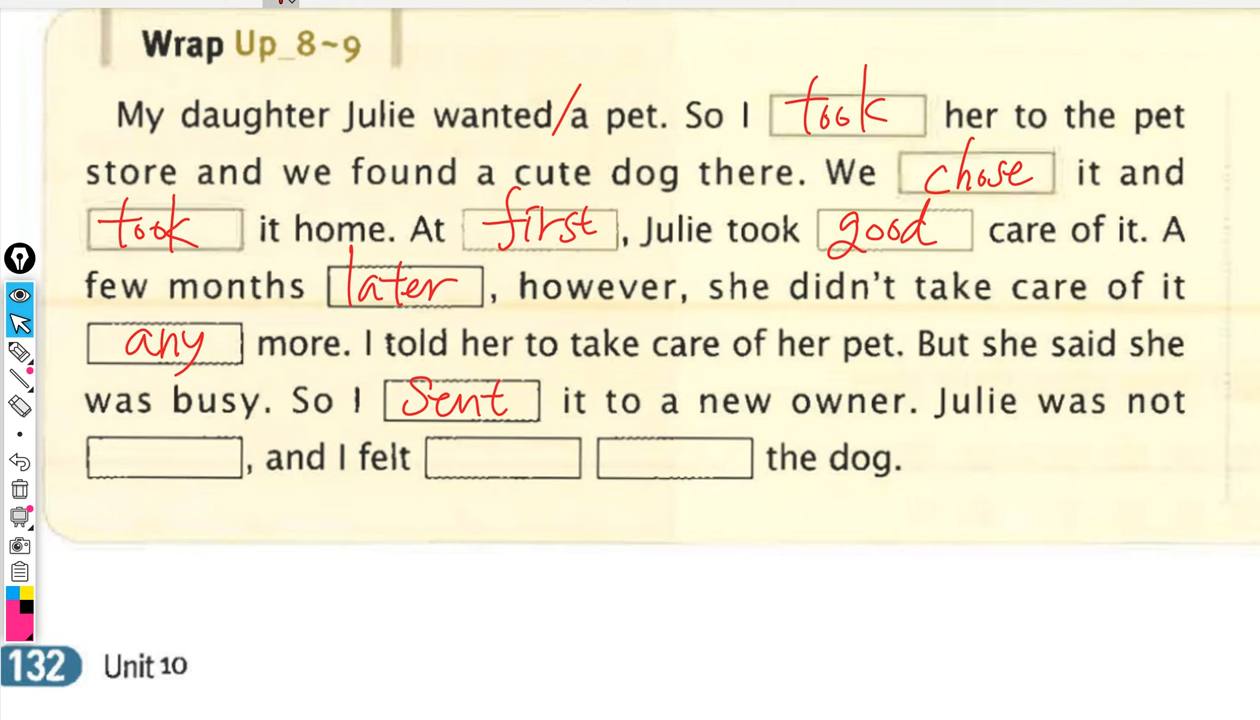 Wrap Up_8~9
My daughter Julie wanted/a pet. So I took her to the pet
store and we found a cute dog there. We chose it and
took it home. At first, Julie took good care of it. A
few months later, however, she didn't take care of it
any more. I told her to take care of her pet. But she said she
was busy. So I sent it to a new owner. Julie was not
, and I felt the dog.
132 Unit 10